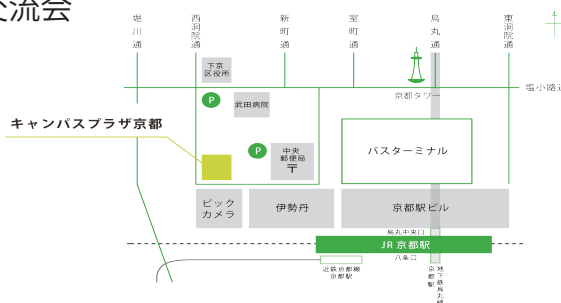 交流会
堀川通
西洞院通
新町通
室町通
烏丸通
東洞院通
下京
区役所
P
武田病院
京都タワー
塩小路通
キャンパスプラザ京都
P
中央
郵便局
〒
バスターミナル
ビック
カメラ
伊勢丹
京都駅ビル
烏丸中央口
JR京都駅
八条口
近鉄京都線
京都駅
地下鉄烏丸線
京都駅